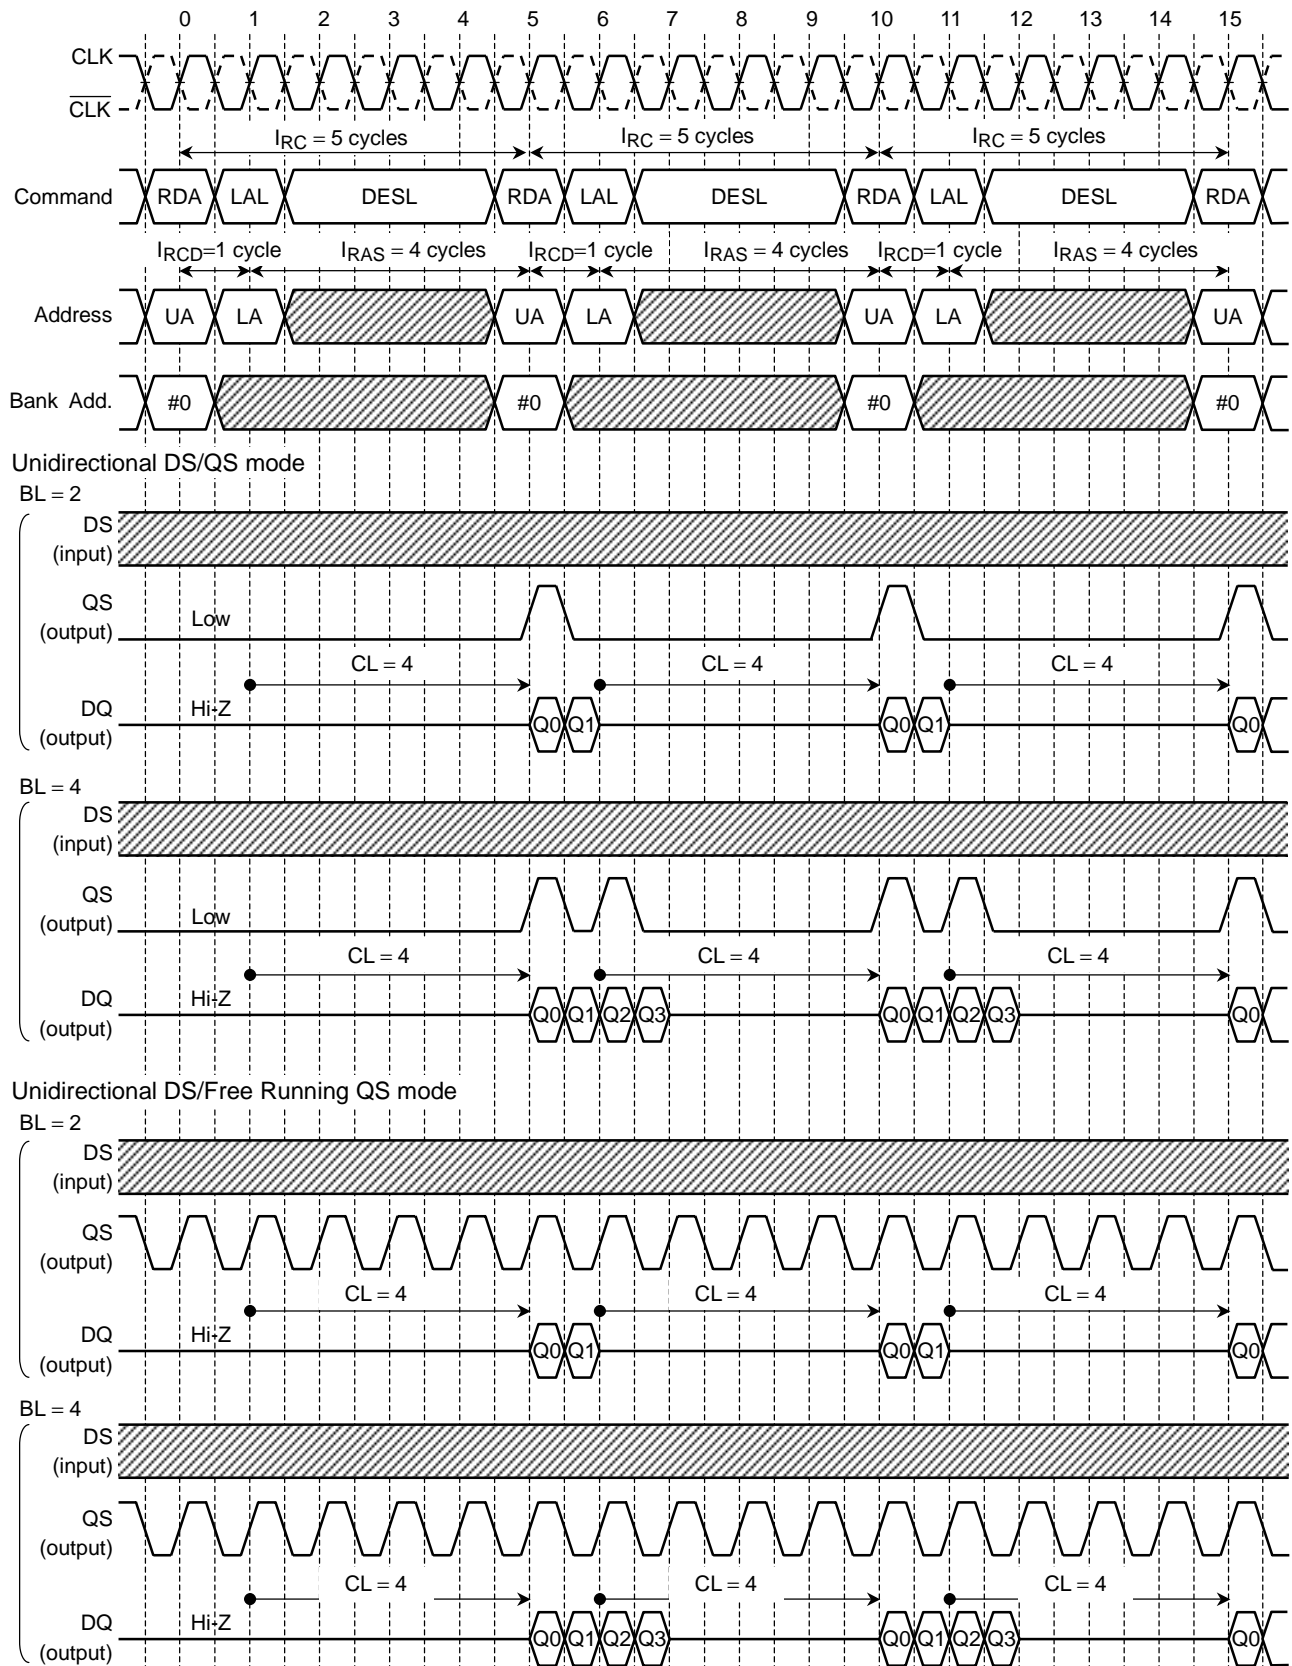 0 1 2 3 4 5 6 7 8 9 10 11 12 13 14 15
CLK
CLK
IRC = 5 cycles IRC = 5 cycles IRC = 5 cycles
Command RDA LAL DESL RDA LAL DESL RDA LAL DESL RDA
IRCD=1 cycle IRAS = 4 cycles IRCD=1 cycle IRAS = 4 cycles IRCD=1 cycle IRAS = 4 cycles
Address UA LA UA LA UA LA UA
Bank Add. #0 #0 #0 #0
Unidirectional DS/QS mode
BL = 2
DS
(input)
QS
(output) Low
CL = 4 CL = 4 CL = 4
DQ Hi-Z Q0 Q1 Q0 Q1 Q0
(output)
BL = 4
DS
(input)
QS
(output) Low
CL = 4 CL = 4 CL = 4
DQ Hi-Z Q0 Q1 Q2 Q3 Q0 Q1 Q2 Q3 Q0
(output)
Unidirectional DS/Free Running QS mode
BL = 2
DS
(input)
QS
(output)
CL = 4 CL = 4 CL = 4
DQ Hi-Z Q0 Q1 Q0 Q1 Q0
(output)
BL = 4
DS
(input)
QS
(output)
CL = 4 CL = 4 CL = 4
DQ Hi-Z Q0 Q1 Q2 Q3 Q0 Q1 Q2 Q3 Q0
(output)